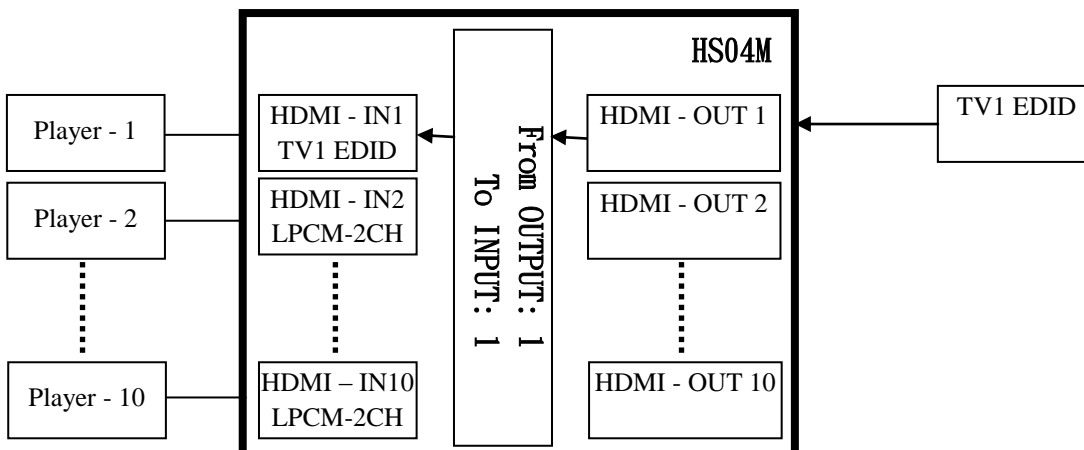 HS04M
Player - 1
HDMI - IN1
TV1 EDID
From OUTPUT: 1
To INPUT: 1
HDMI - OUT 1
TV1 EDID
Player - 2
HDMI - IN2
LPCM-2CH
HDMI - OUT 2
Player - 10
HDMI – IN10
LPCM-2CH
HDMI - OUT 10